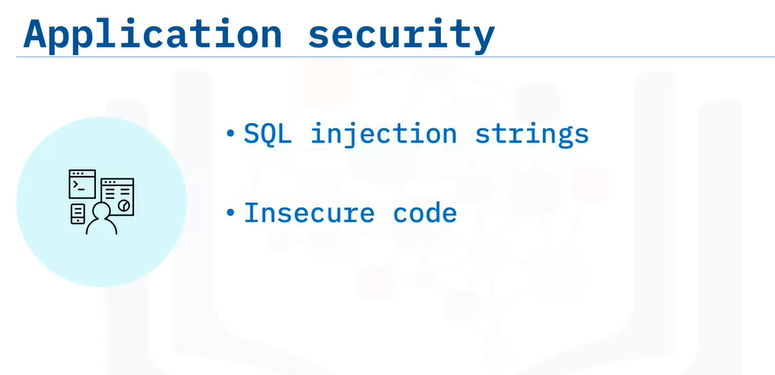 Application security
• SQL injection strings
• Insecure code